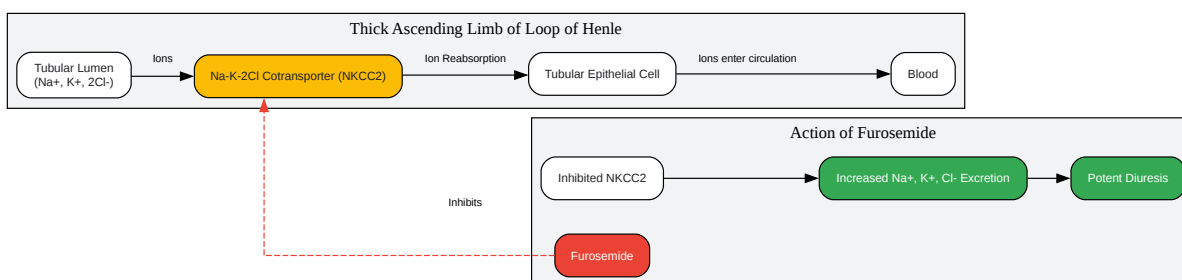 Thick Ascending Limb of Loop of Henle
Tubular Lumen
(Na+, K+, 2Cl-)
Ions
Na-K-2Cl Cotransporter (NKCC2)
Ion Reabsorption
Tubular Epithelial Cell
Ions enter circulation
Blood
Action of Furosemide
Inhibited NKCC2
Increased Na+, K+, Cl- Excretion
Potent Diuresis
Inhibits
Furosemide